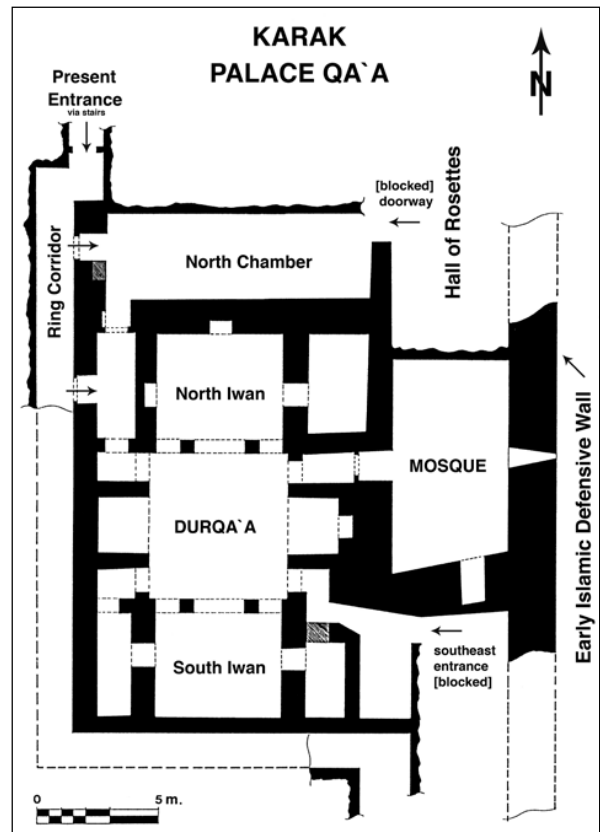 KARAK
PALACE QA`A
N
Present
Entrance
via stairs
[blocked]
doorway
Hall of Rosettes
North Chamber
Ring Corridor
North Iwan
MOSQUE
DURQA`A
Early Islamic Defensive Wall
South Iwan
southeast
entrance
[blocked]
0 5 m.